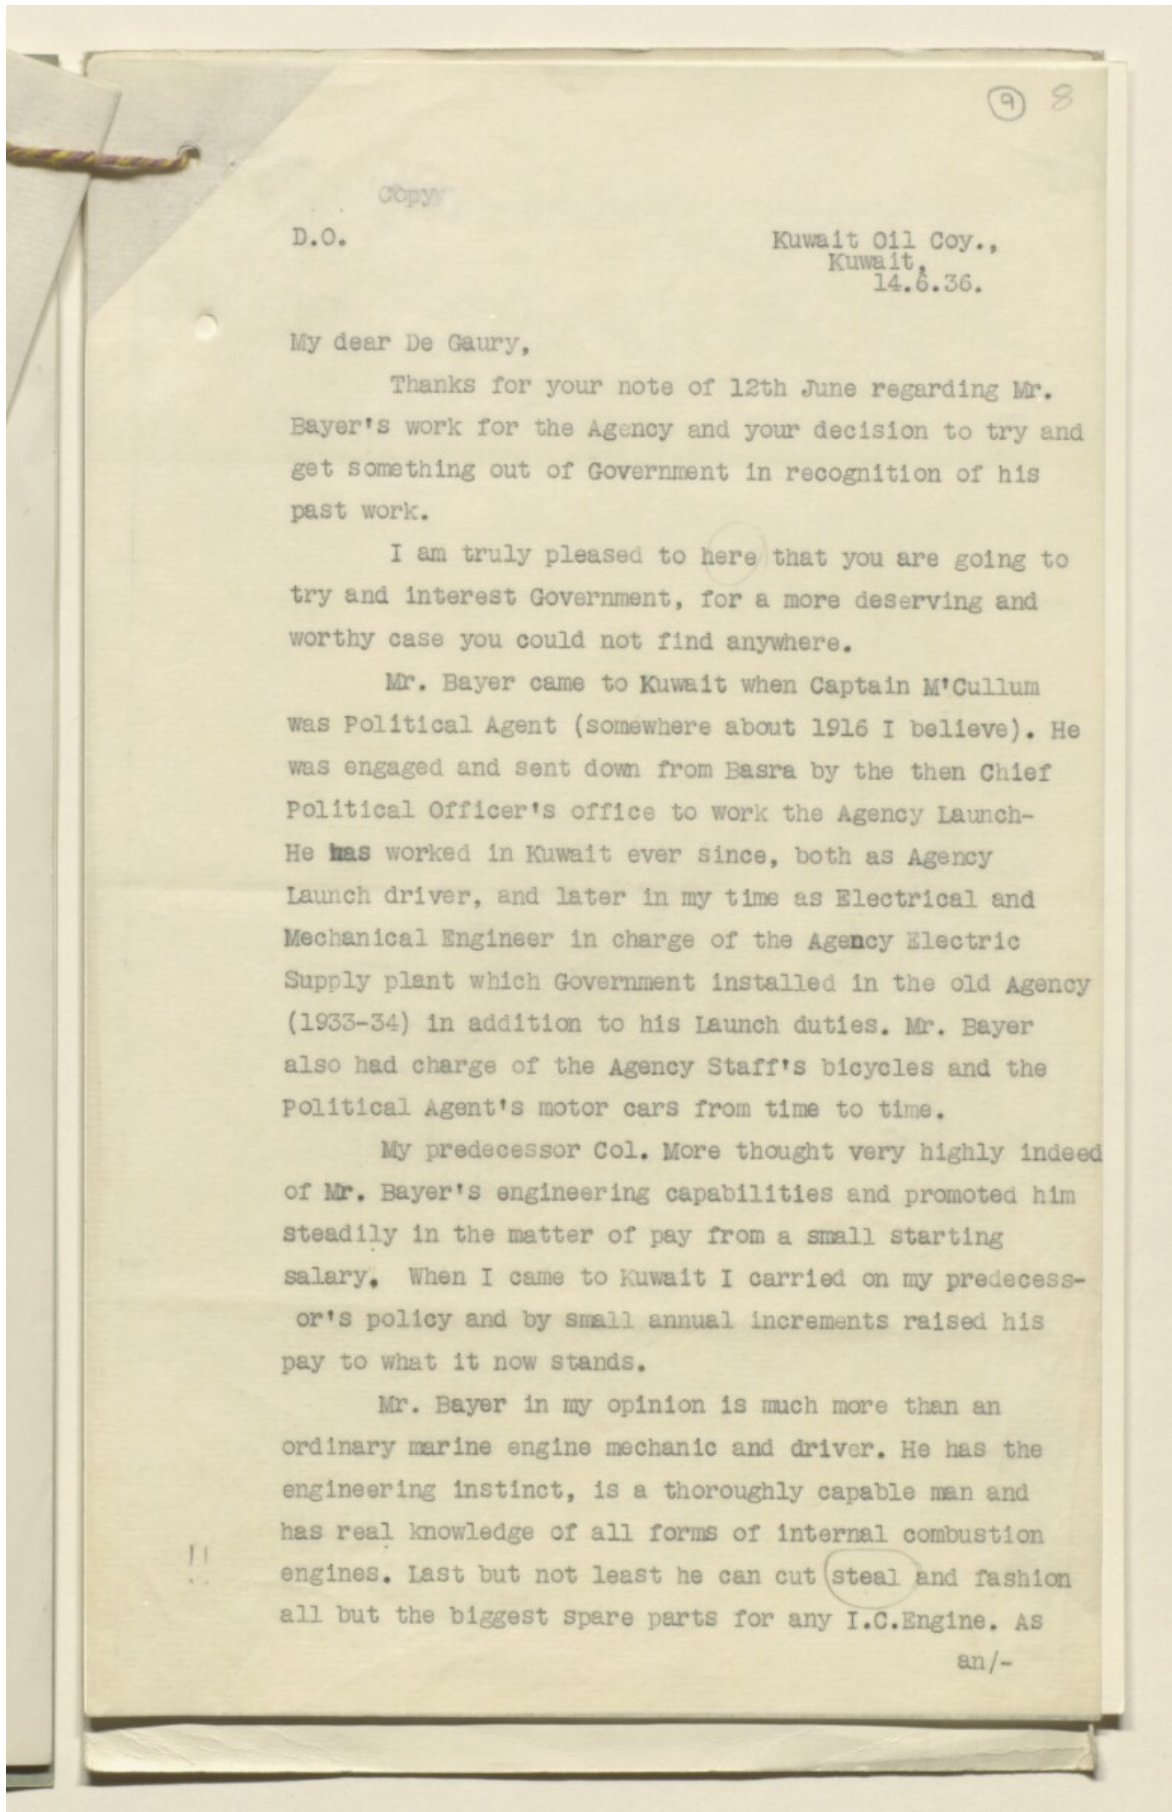 9 8
Copy
D.O.
Kuwait Oil Coy.,
Kuwait,
14.6.36.
My dear De Gaury,
Thanks for your note of 12th June regarding Mr.
Bayer's work for the Agency and your decision to try and
get something out of Government in recognition of his
past work.
I am truly pleased to here that you are going to
try and interest Government, for a more deserving and
worthy case you could not find anywhere.
Mr. Bayer came to Kuwait when Captain M'Cullum
was Political Agent (somewhere about 1916 I believe). He
was engaged and sent down from Basra by the then Chief
Political Officer's office to work the Agency Launch-
He has worked in Kuwait ever since, both as Agency
Launch driver, and later in my time as Electrical and
Mechanical Engineer in charge of the Agency Electric
Supply plant which Government installed in the old Agency
(1933-34) in addition to his Launch duties. Mr. Bayer
also had charge of the Agency Staff's bicycles and the
Political Agent's motor cars from time to time.
My predecessor Col. More thought very highly indeed
of Mr. Bayer's engineering capabilities and promoted him
steadily in the matter of pay from a small starting
salary. When I came to Kuwait I carried on my predecess-
or's policy and by small annual increments raised his
pay to what it now stands.
Mr. Bayer in my opinion is much more than an
ordinary marine engine mechanic and driver. He has the
engineering instinct, is a thoroughly capable man and
has real knowledge of all forms of internal combustion
!! engines. Last but not least he can cut steal and fashion
all but the biggest spare parts for any I.C.Engine. As
an/-